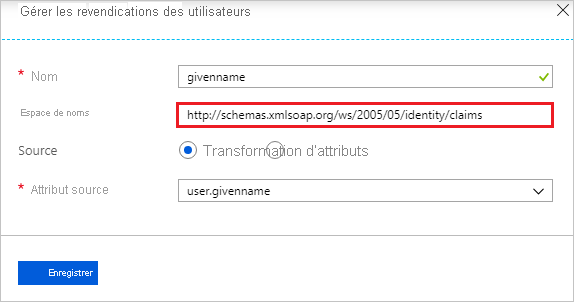 Gérer les revendications des utilisateurs
* Nom
givenname
Espace de noms
http://schemas.xmlsoap.org/ws/2005/05/identity/claims
Source
Transformation d'attributs
* Attribut source
user.givenname
Enregistrer